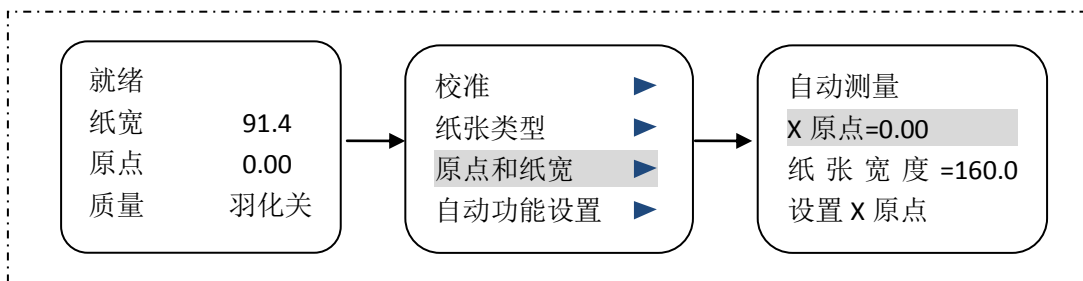 就绪
纸宽 91.4
原点 0.00
质量 羽化关
校准
纸张类型
原点和纸宽
自动功能设置
自动测量
X 原点=0.00
纸 张 宽 度 =160.0
设置 X 原点